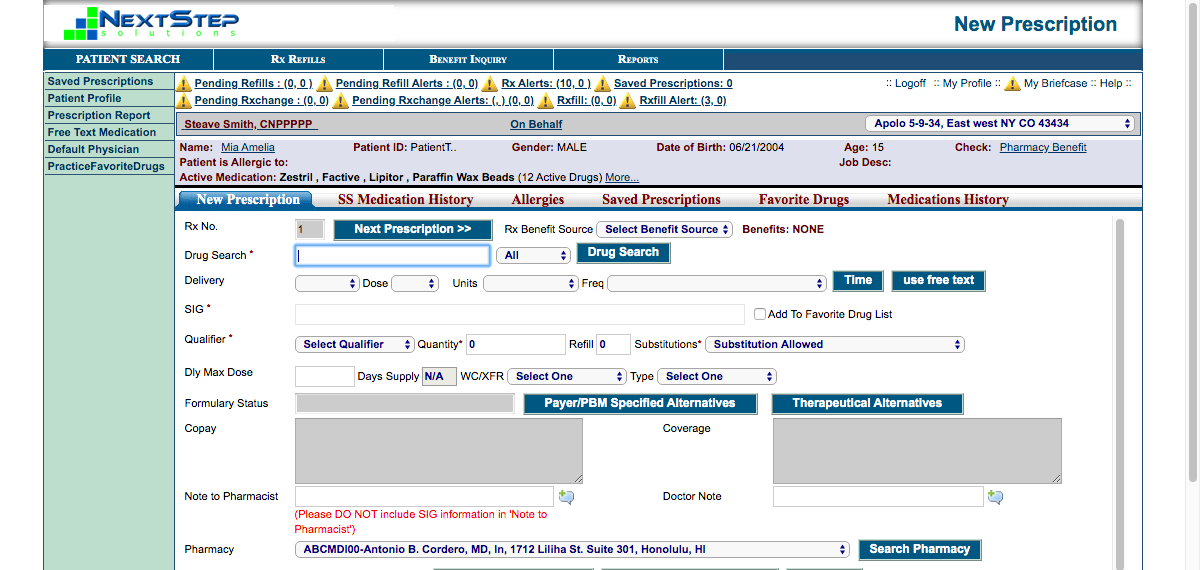 NEXTSTEP
solutions
New Prescription
PATIENT SEARCH RX REFILLS BENEFIT INQUIRY REPORTS
Saved Prescriptions
Patient Profile
Prescription Report
Free Text Medication
Default Physician
PracticeFavoriteDrugs
Pending Refills : (0, 0 ) Pending Refill Alerts : (0, 0) Rx Alerts: (10, 0 ) Saved Prescriptions: 0 :: Logoff :: My Profile :: My Briefcase :: Help ::
Pending Rxchange : (0, 0) Pending Rxchange Alerts: (, ) (0, 0) Rxfill: (0, 0) Rxfill Alert: (3, 0)
Steave Smith, CNPPPPP On Behalf Apolo 5-9-34, East west NY CO 43434
Name: Mia Amelia Patient ID: PatientT.. Gender: MALE Date of Birth: 06/21/2004 Age: 15 Check: Pharmacy Benefit
Patient is Allergic to: Job Desc:
Active Medication: Zestril , Factive , Lipitor , Paraffin Wax Beads (12 Active Drugs) More...
New Prescription SS Medication History Allergies Saved Prescriptions Favorite Drugs Medications History
Rx No. 1 Next Prescription >> Rx Benefit Source Select Benefit Source Benefits: NONE
Drug Search * All Drug Search
Delivery Dose Units Freq Time use free text
SIG * Add To Favorite Drug List
Qualifier * Select Qualifier Quantity* 0 Refill 0 Substitutions* Substitution Allowed
Dly Max Dose Days Supply N/A WC/XFR Select One Type Select One
Formulary Status Payer/PBM Specified Alternatives Therapeutical Alternatives
Copay Coverage
Note to Pharmacist Doctor Note
(Please DO NOT include SIG information in 'Note to
Pharmacist')
Pharmacy ABCMDI00-Antonio B. Cordero, MD, In, 1712 Liliha St. Suite 301, Honolulu, HI Search Pharmacy